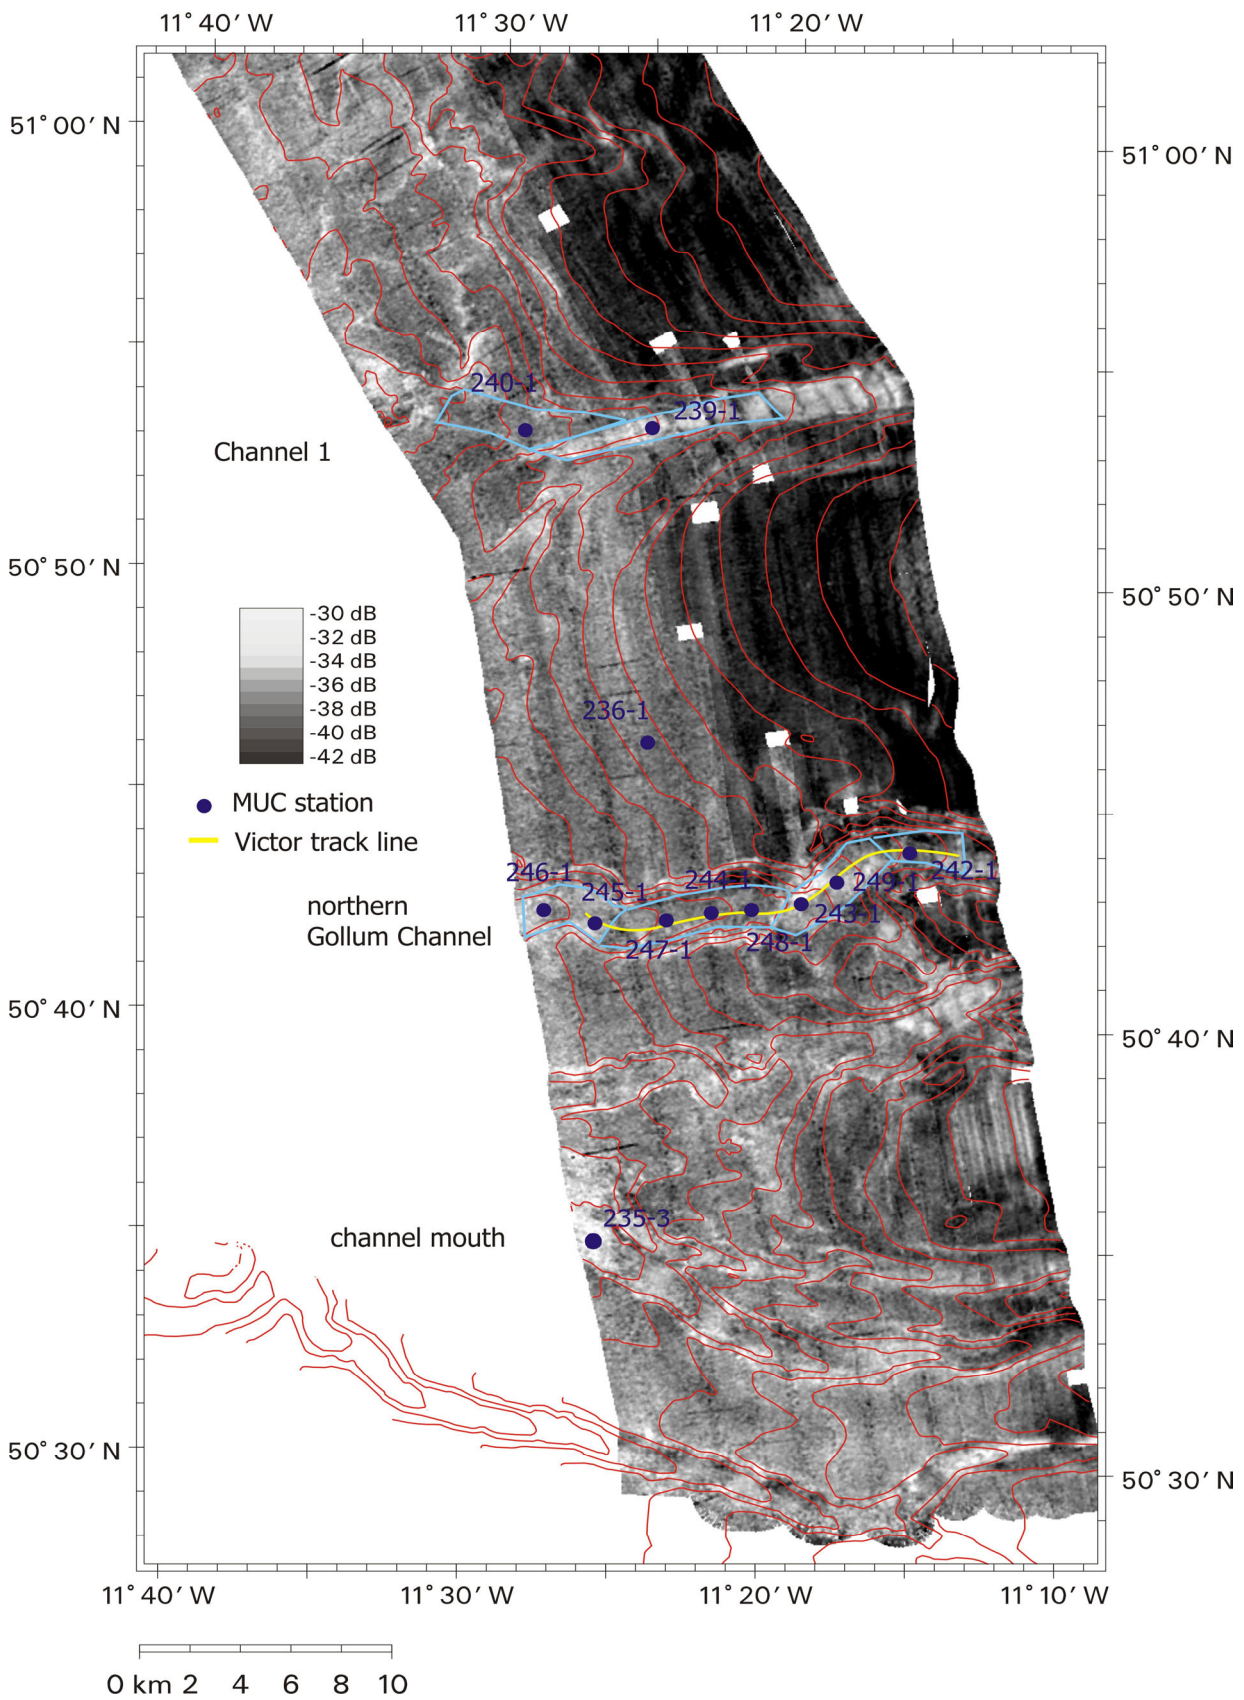 11° 40′ W 11° 30′ W 11° 20′ W
51° 00′ N
51° 00′ N
240-1
239-1
Channel 1
50° 50′ N
50° 50′ N
-30 dB
-32 dB
-34 dB
-36 dB
-38 dB
-40 dB
-42 dB
236-1
MUC station
Victor track line
246-1
245-1
244-1
249-1
242-1
northern
Gollum Channel
247-1
248-1
243-1
50° 40′ N
50° 40′ N
235-3
channel mouth
50° 30′ N
50° 30′ N
11° 40′ W 11° 30′ W 11° 20′ W 11° 10′ W
0 km 2 4 6 8 10